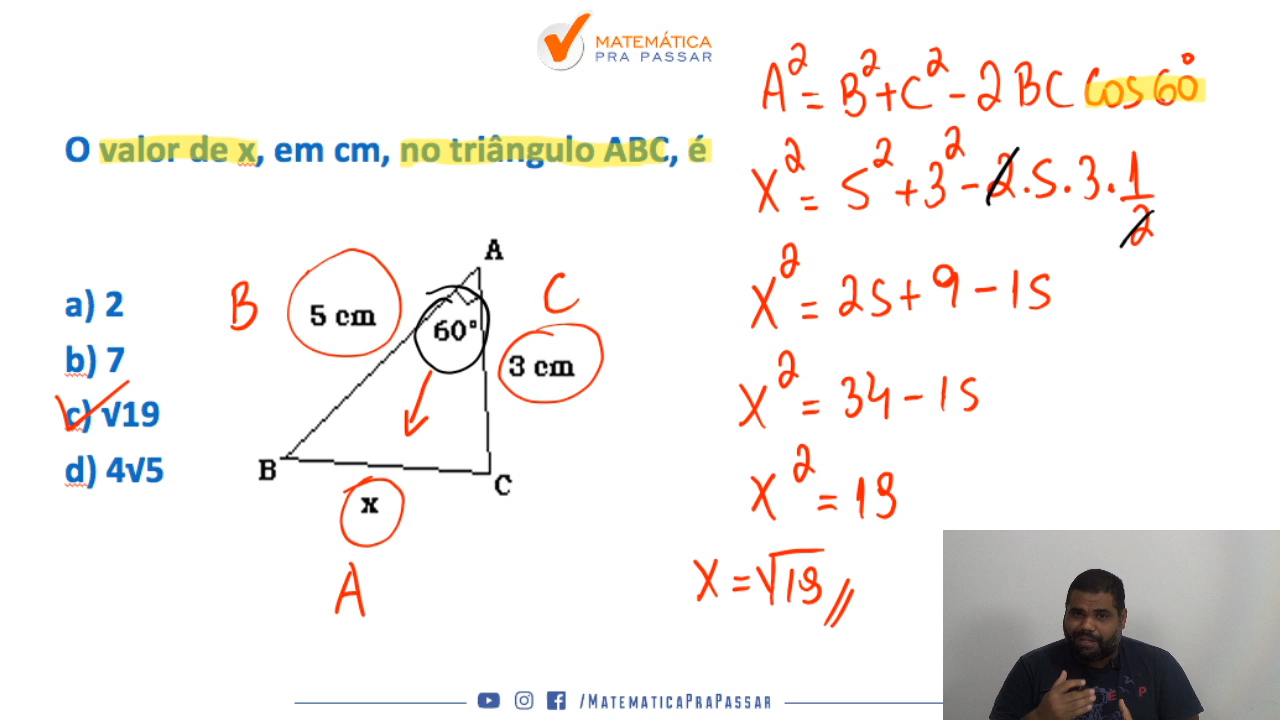 MATEMÁTICA
PRA PASSAR
O valor de x, em cm, no triângulo ABC, é
a) 2
b) 7
c) √19
d) 4√5
A
B
5 cm
60°
C
3 cm
B
C
x
A
A² = B² + C² - 2BC cos 60°
X² = 5² + 3² - 2.5.3.1/2
X² = 25 + 9 - 15
X² = 34 - 15
X² = 19
X = √19 //
/MATEMATICAPRAPASSAR